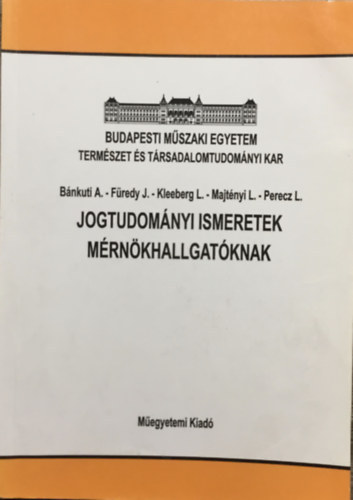 BUDAPESTI MŰSZAKI EGYETEM
TERMÉSZET ÉS TÁRSADALOMTUDOMÁNYI KAR
Bánkuti A. - Füredy J. - Kleeberg L. - Majtényi L. - Perecz L.
JOGTUDOMÁNYI ISMERETEK
MÉRNÖKHALLGATÓKNAK
Műegyetemi Kiadó